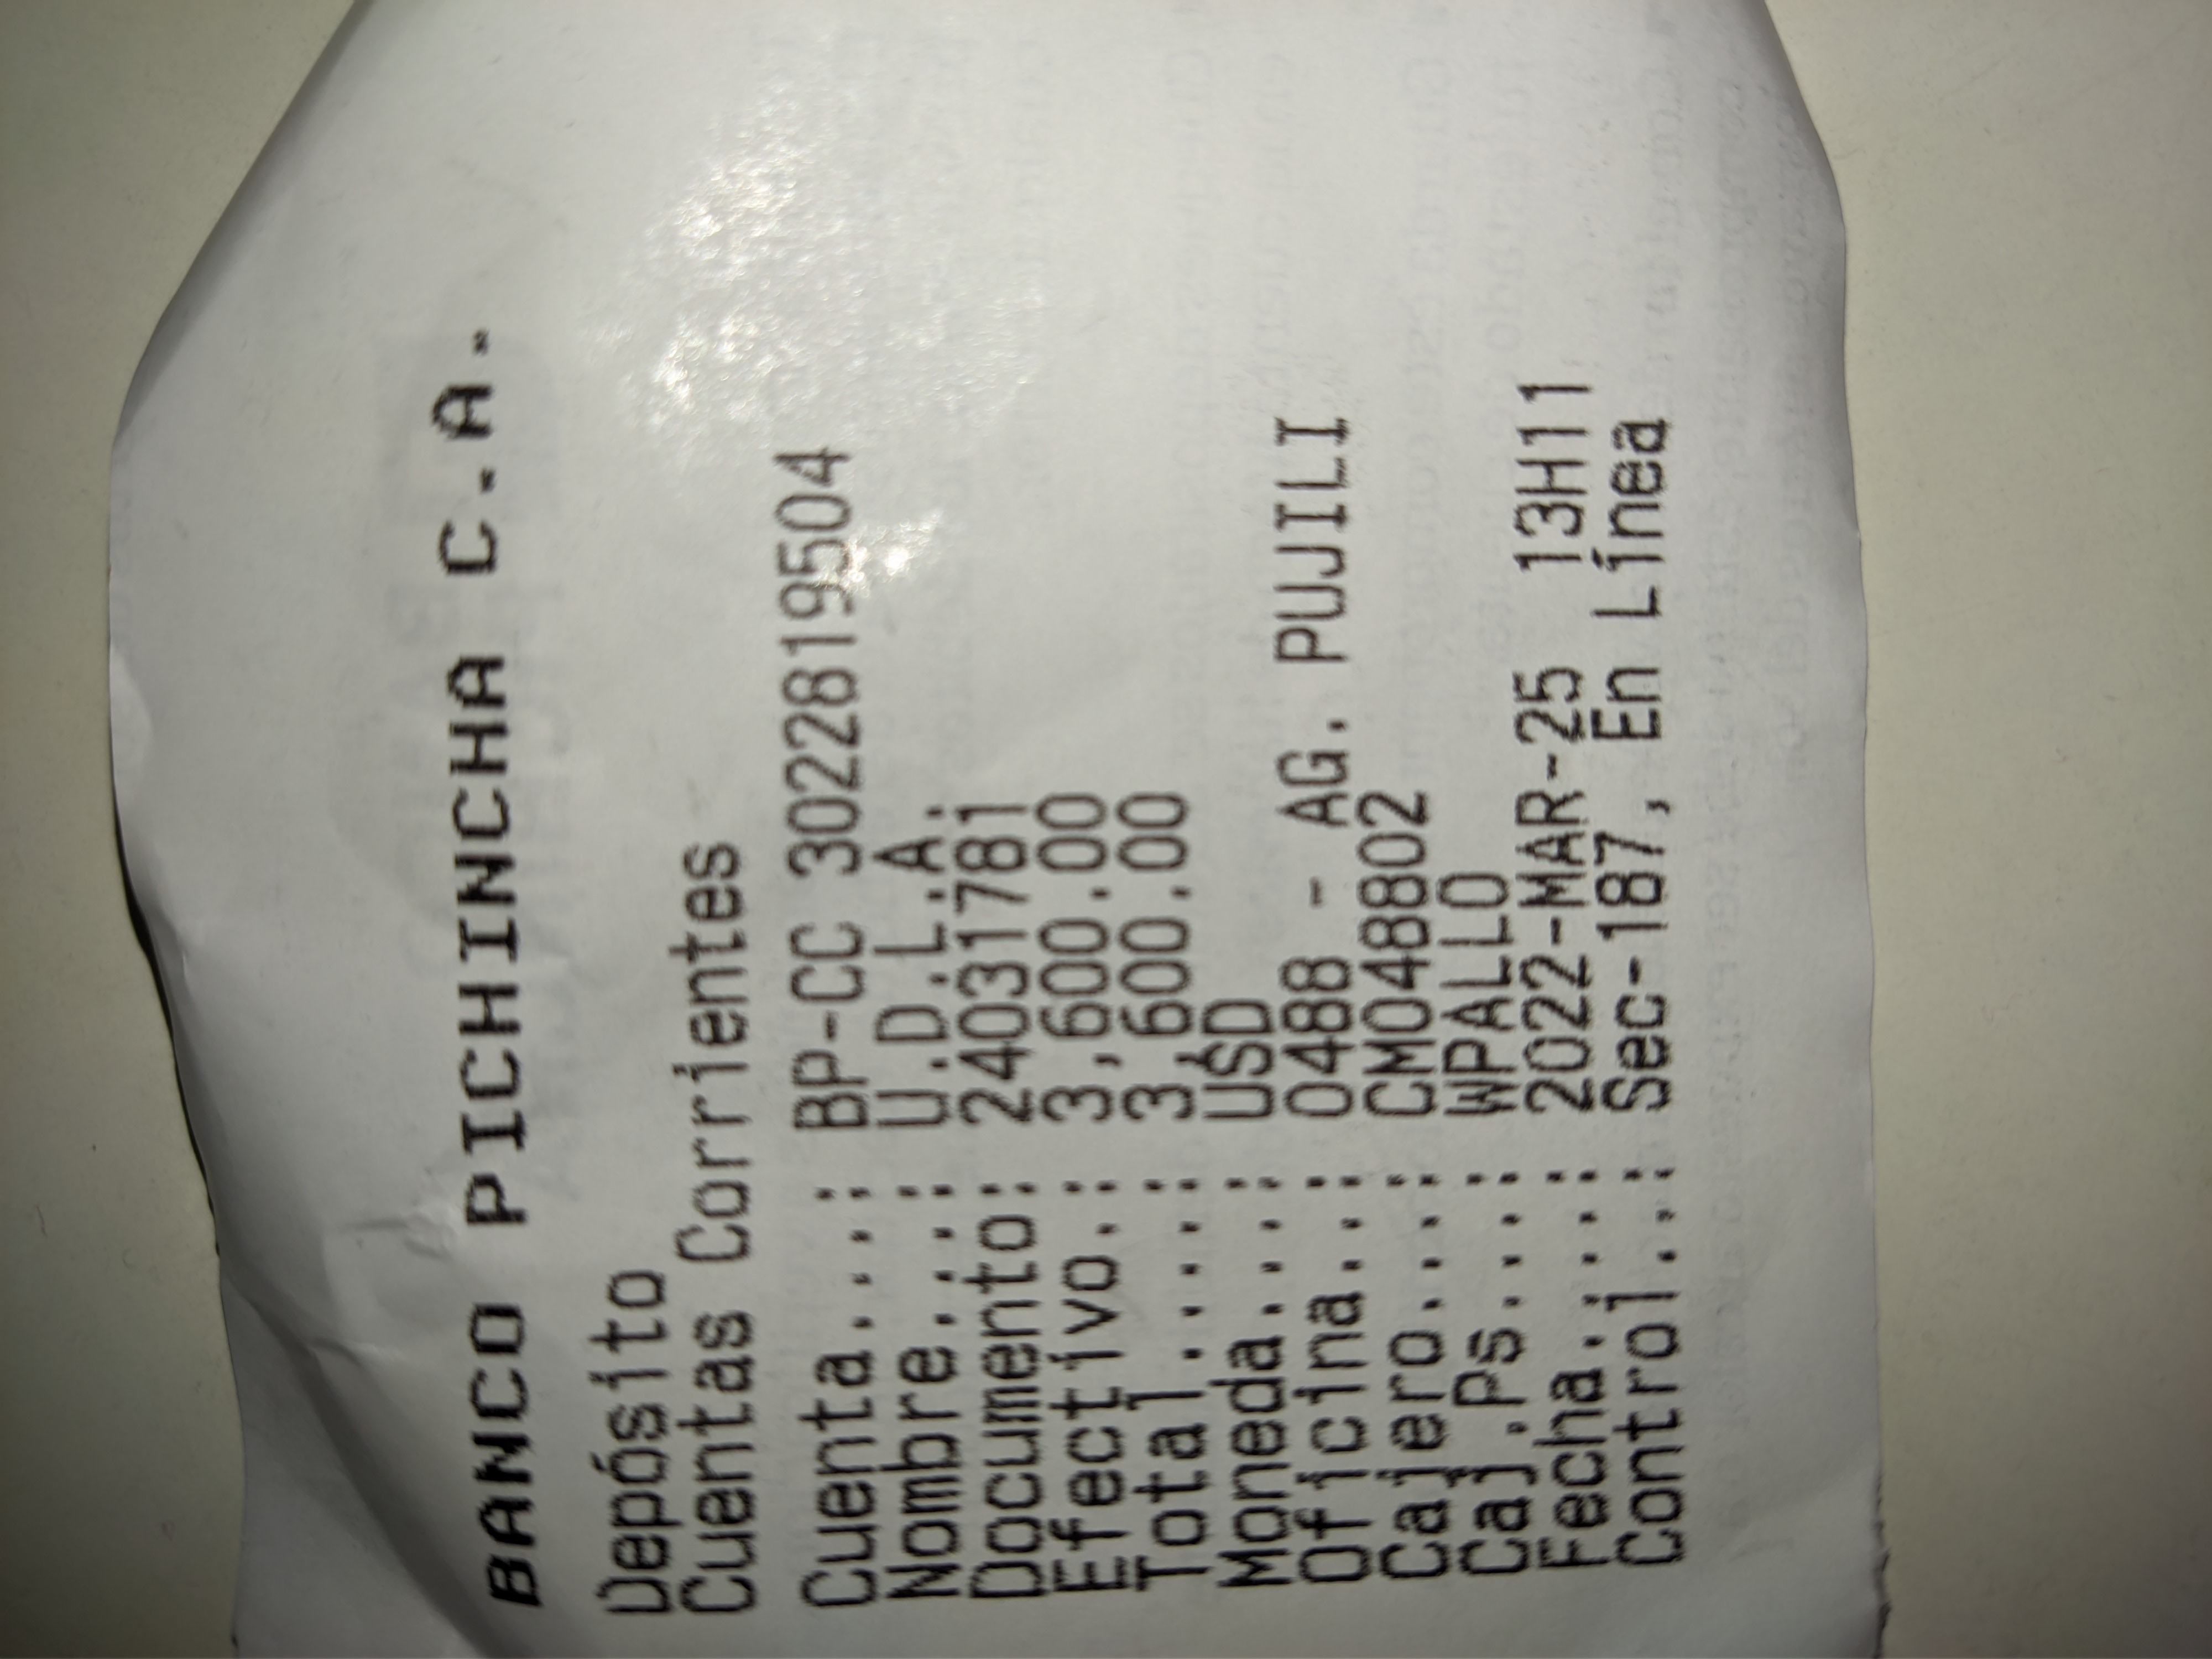 BANCO PICHINCHA C.A.
Depósito
Cuentas Corrientes
Cuenta....: BP-CC 3022819504
Nombre....: U.D.L.A.
Documento: 240317781
Efectivo.: 3,600.00
Total.....: 3,600.00
Moneda....: USD
Oficina...: 0488 - AG. PUJILI
Cajero....: CM048802
Caj.Ps....: WPALLO
Fecha.....: 2022-MAR-25 13H11
Control..: Sec-187, En Línea